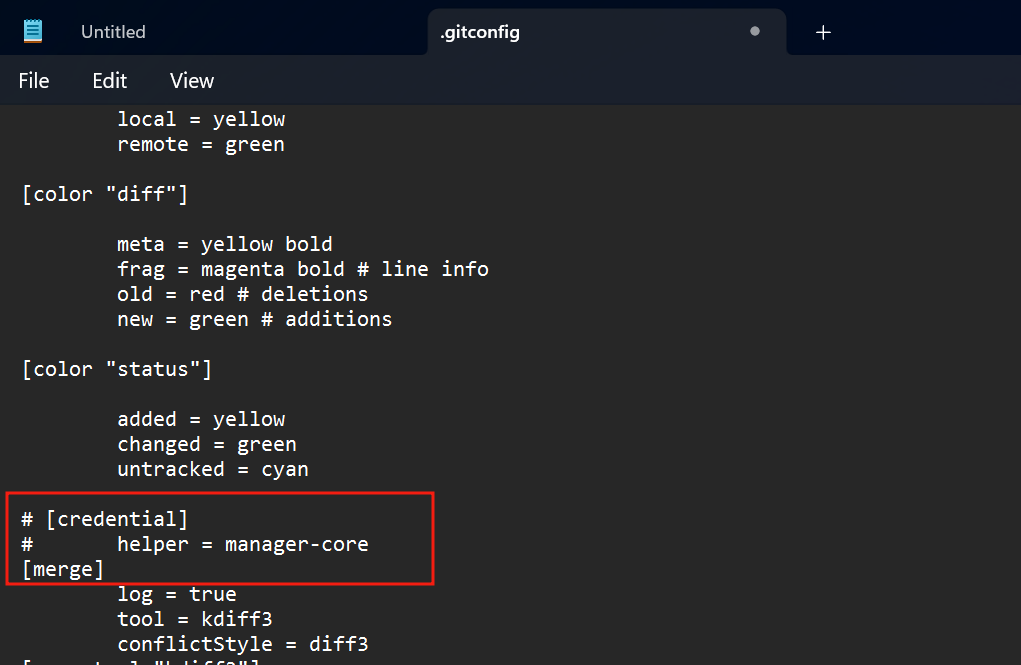 Untitled
.gitconfig
File Edit View
local = yellow
remote = green
[color "diff"]
meta = yellow bold
frag = magenta bold # line info
old = red # deletions
new = green # additions
[color "status"]
added = yellow
changed = green
untracked = cyan
# [credential]
# helper = manager-core
[merge]
log = true
tool = kdiff3
conflictStyle = diff3